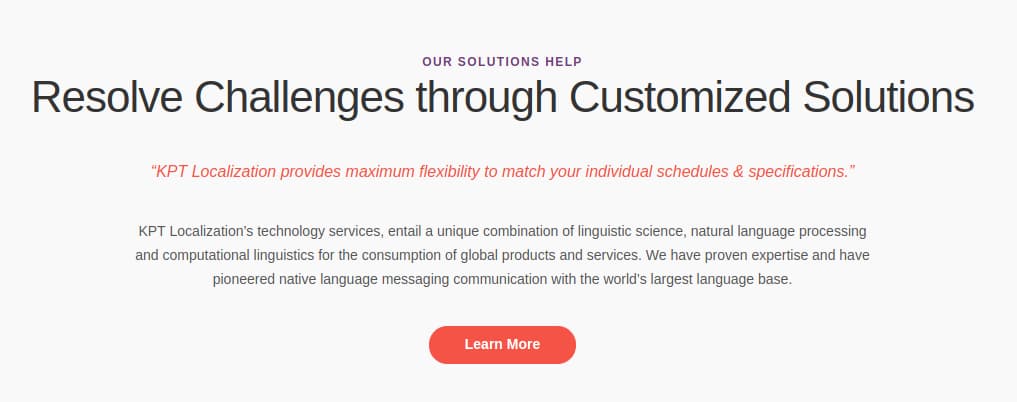 OUR SOLUTIONS HELP
Resolve Challenges through Customized Solutions
“KPT Localization provides maximum flexibility to match your individual schedules & specifications.”
KPT Localization’s technology services, entail a unique combination of linguistic science, natural language processing
and computational linguistics for the consumption of global products and services. We have proven expertise and have
pioneered native language messaging communication with the world’s largest language base.
Learn More